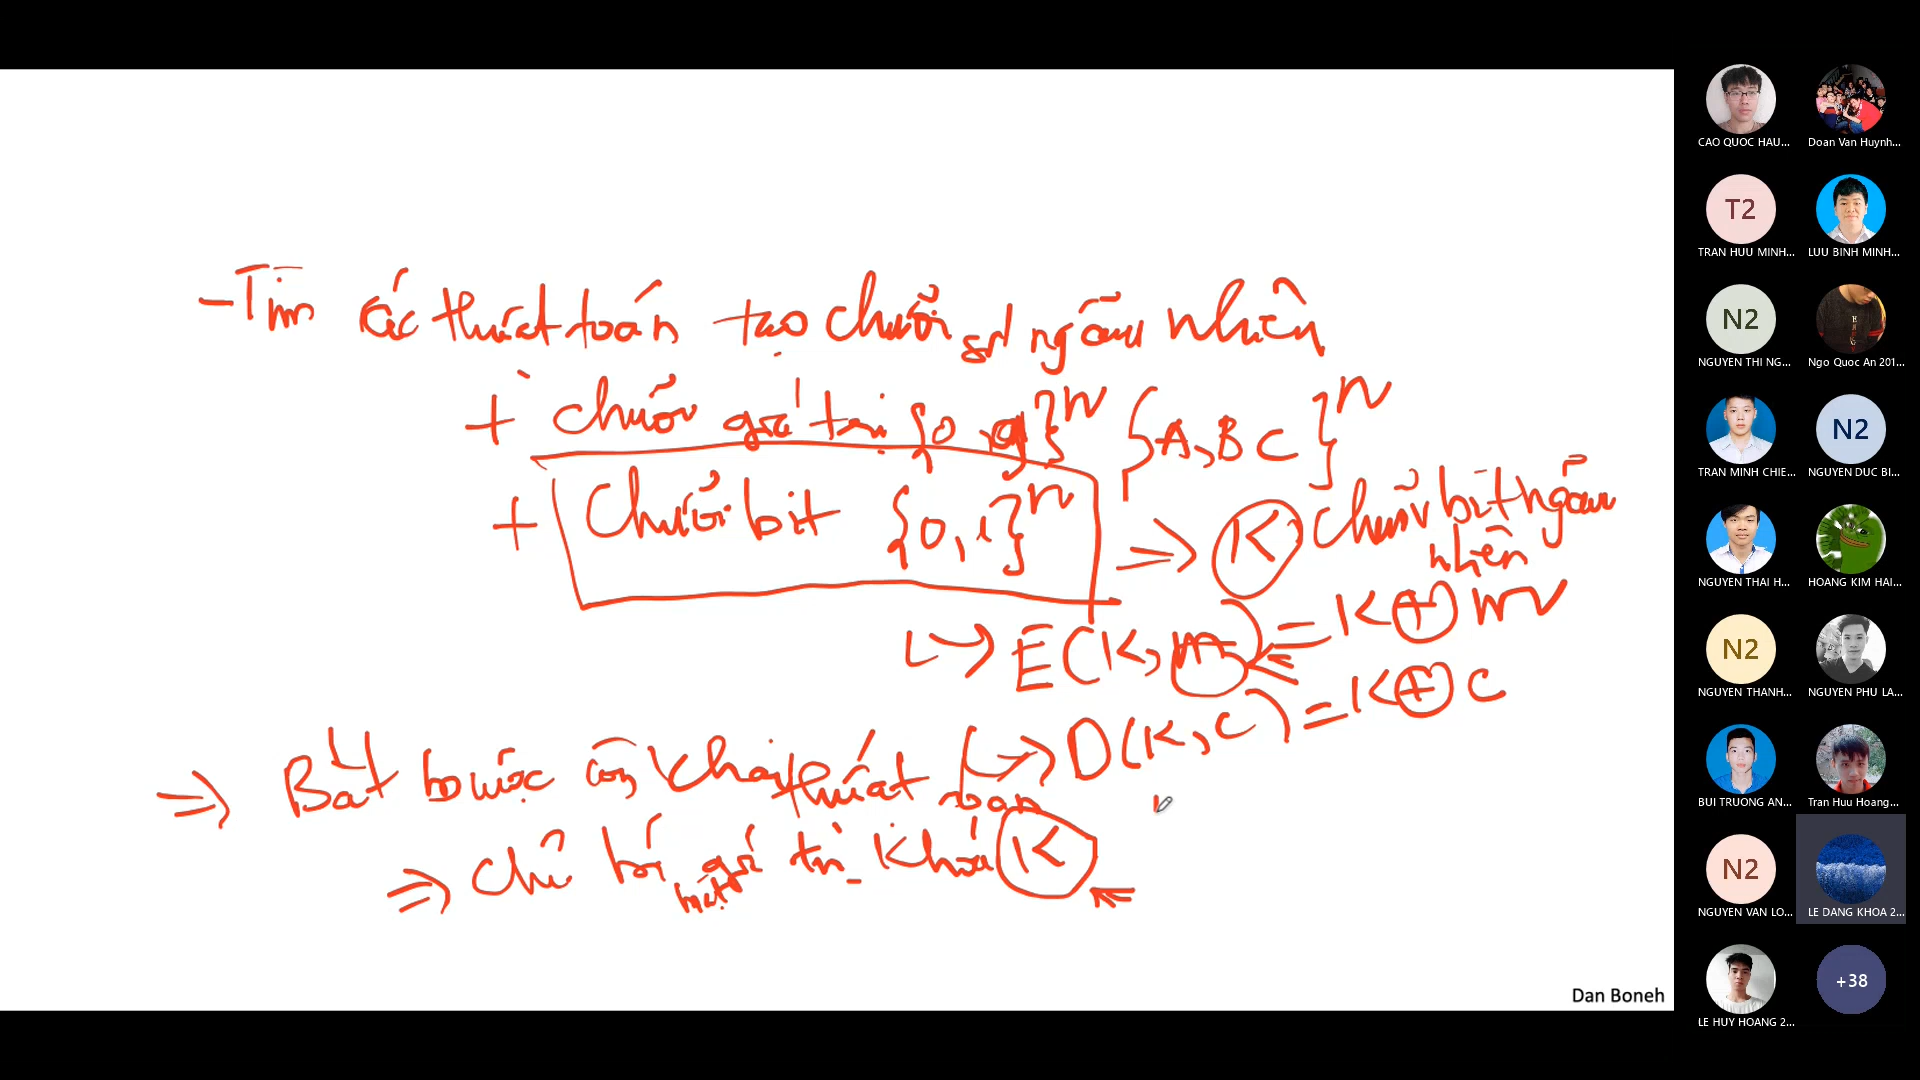 - Tìm các thuật toán tạo chuỗi số ngẫu nhiên
+ chuỗi giá trị {0, 9}ⁿ {A, B C}ⁿ
+ Chuỗi bit {0, 1}ⁿ => K chuỗi bit ngẫu
nhiên
↳ E(K, m) = K ⊕ m
↳ D(K, c) = K ⊕ c
=> Bắt buộc công khai thuật toán
=> chỉ bí mật giá trị khoá K
Dan Boneh
CAO QUOC HAU...
Doan Van Huynh...
T2
TRAN HUU MINH...
LUU BINH MINH...
N2
NGUYEN THI NG...
Ngo Quoc An 201...
TRAN MINH CHIE...
N2
NGUYEN DUC BI...
NGUYEN THAI H...
HOANG KIM HAI...
N2
NGUYEN THANH...
NGUYEN PHU LA...
BUI TRUONG AN...
Tran Huu Hoang...
N2
NGUYEN VAN LO...
LE DANG KHOA 2...
LE HUY HOANG 2...
+38